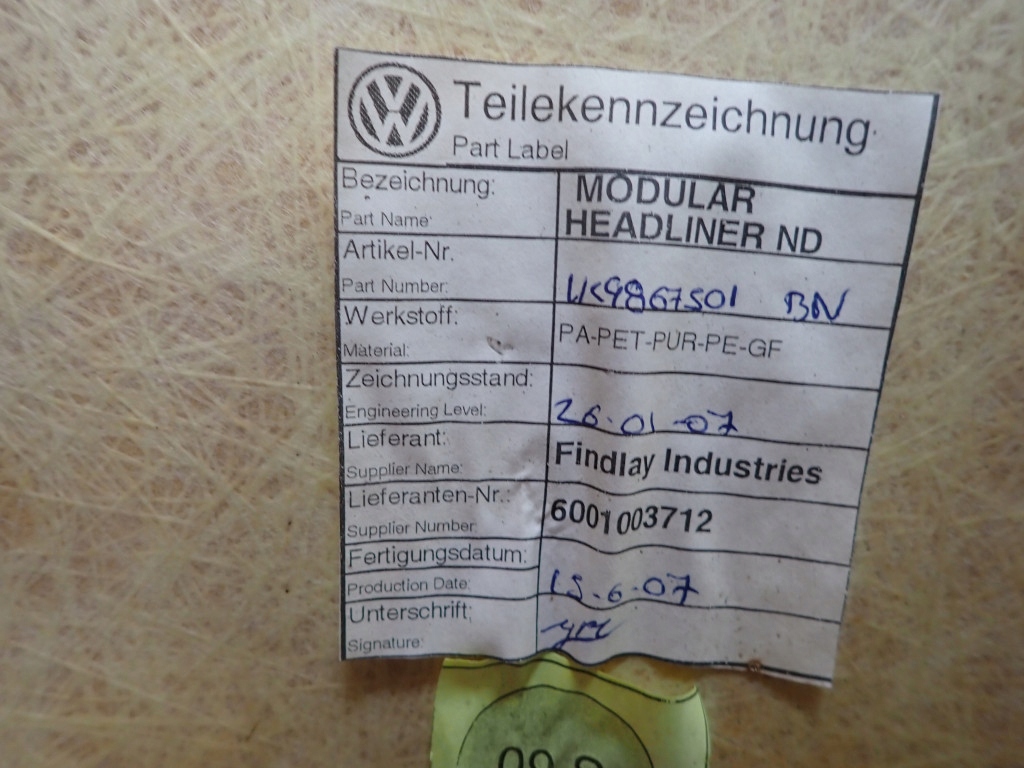 Teilekennzeichnung
Part Label
Bezeichnung:
Part Name:
MODULAR
HEADLINER ND
Artikel-Nr.
Part Number:
1K9867501 BN
Werkstoff:
Material:
PA-PET-PUR-PE-GF
Zeichnungsstand:
Engineering Level:
26.01-07
Lieferant:
Supplier Name:
Findlay Industries
Lieferanten-Nr.:
Supplier Number
6001003712
Fertigungsdatum:
Production Date:
15.6.07
Unterschrift:
Signature: